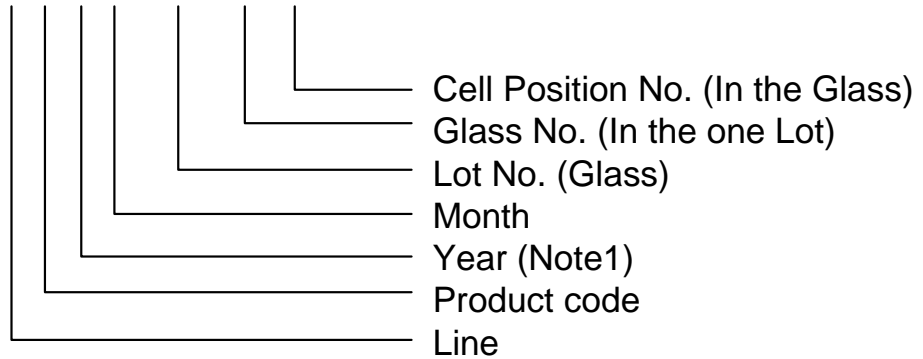 Cell Position No. (In the Glass)
Glass No. (In the one Lot)
Lot No. (Glass)
Month
Year (Note1)
Product code
Line